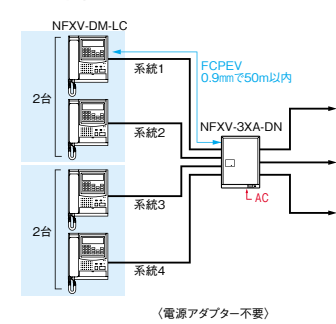 NFXV-DM-LC
系統1
FCPEV
0.9mmで50m以内
2台
系統2
NFXV-3XA-DN
AC
系統3
2台
系統4
〈電源アダプター不要〉